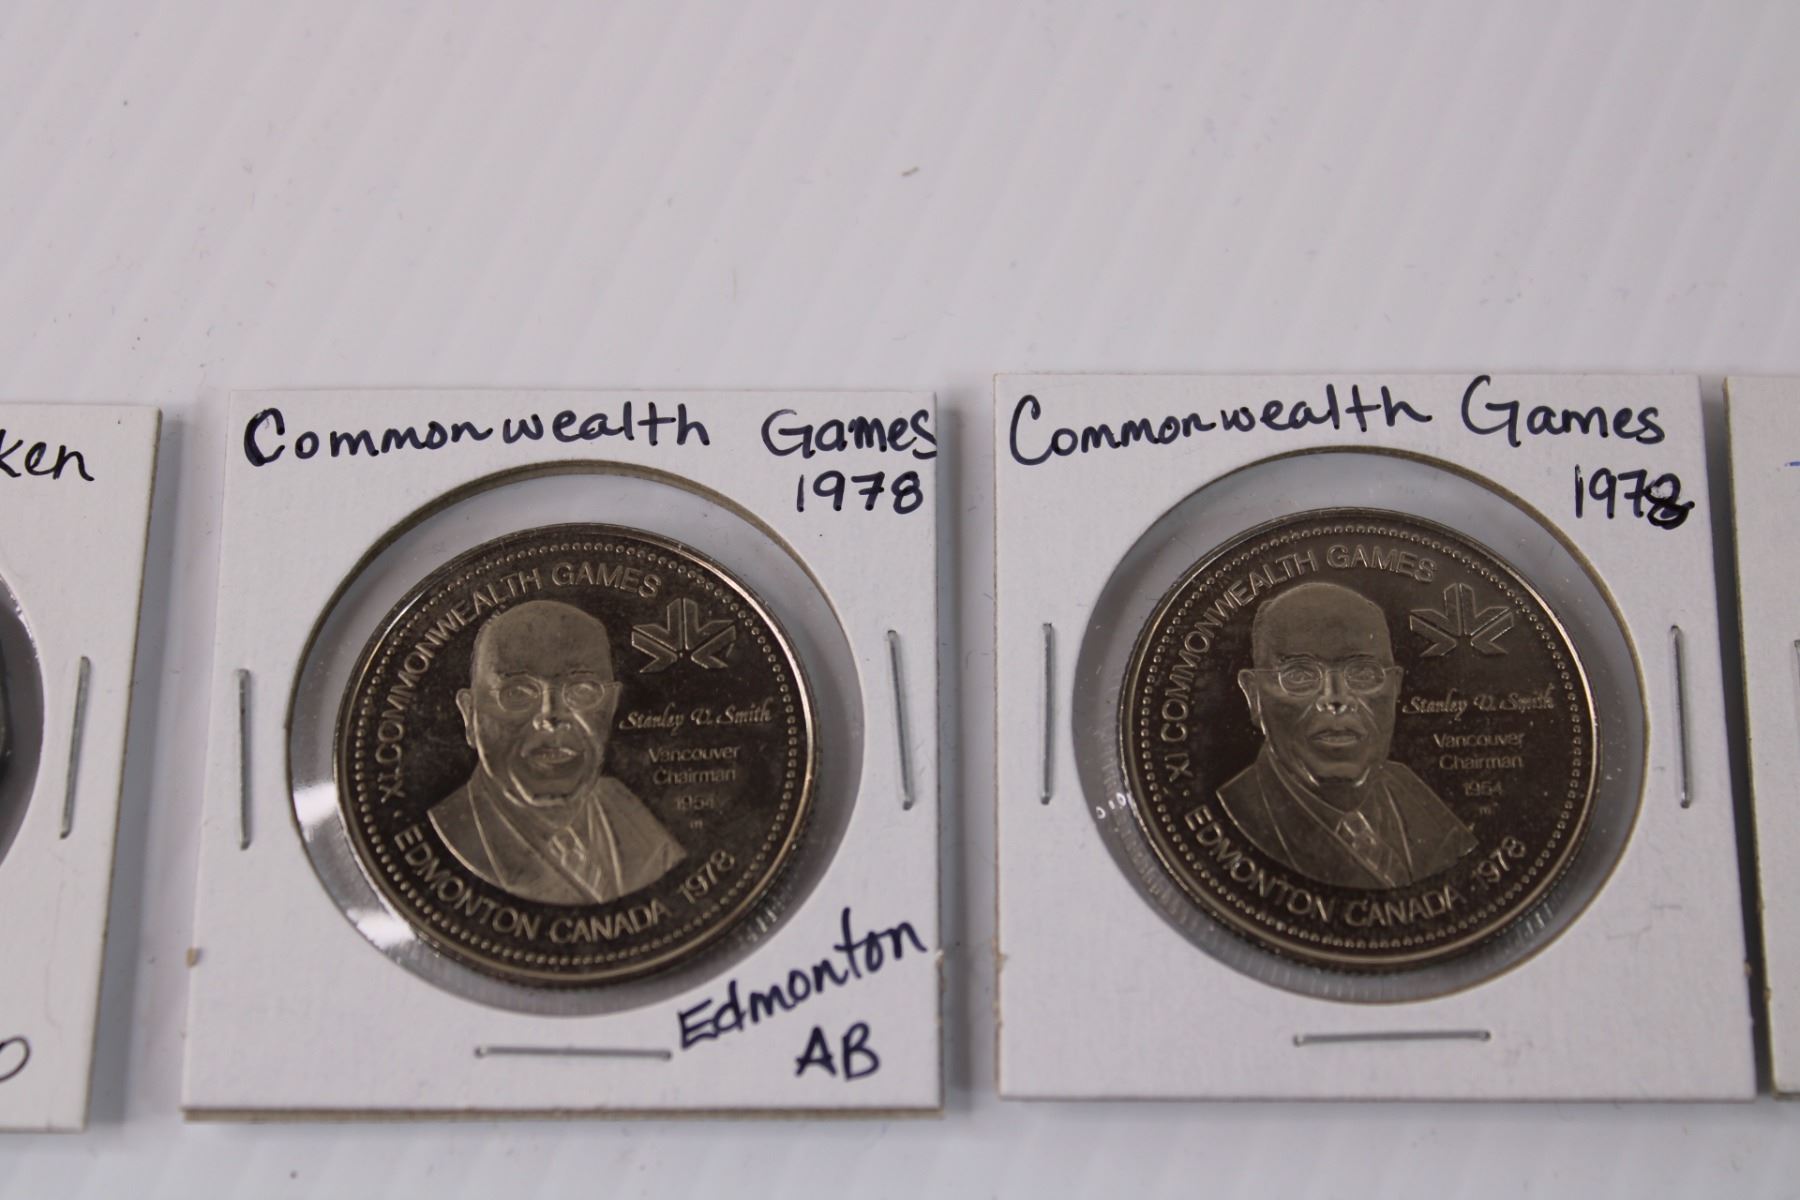 ken
Commonwealth Games
1978
XI COMMONWEALTH GAMES
Stanley V. Smith
Vancouver
Chairman
1954
m
· EDMONTON CANADA · 1978
Edmonton
AB
Commonwealth Games
1978
XI COMMONWEALTH GAMES
Stanley V. Smith
Vancouver
Chairman
1954
m
· EDMONTON CANADA · 1978